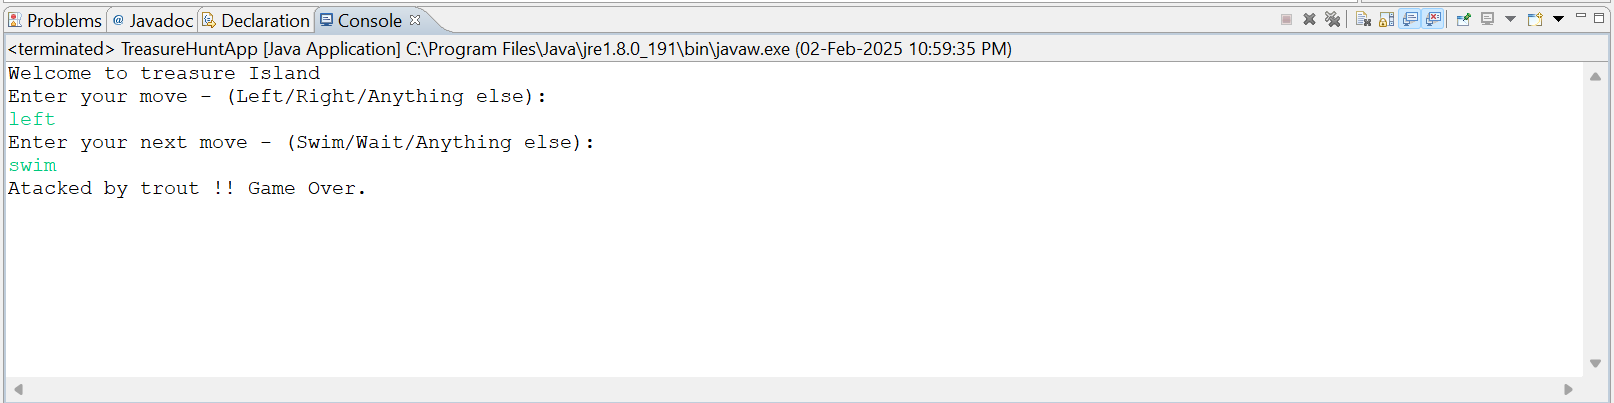 Problems @ Javadoc Declaration Console
<terminated> TreasureHuntApp [Java Application] C:\Program Files\Java\jre1.8.0_191\bin\javaw.exe (02-Feb-2025 10:59:35 PM)
Welcome to treasure Island
Enter your move - (Left/Right/Anything else):
left
Enter your next move - (Swim/Wait/Anything else):
swim
Atacked by trout !! Game Over.